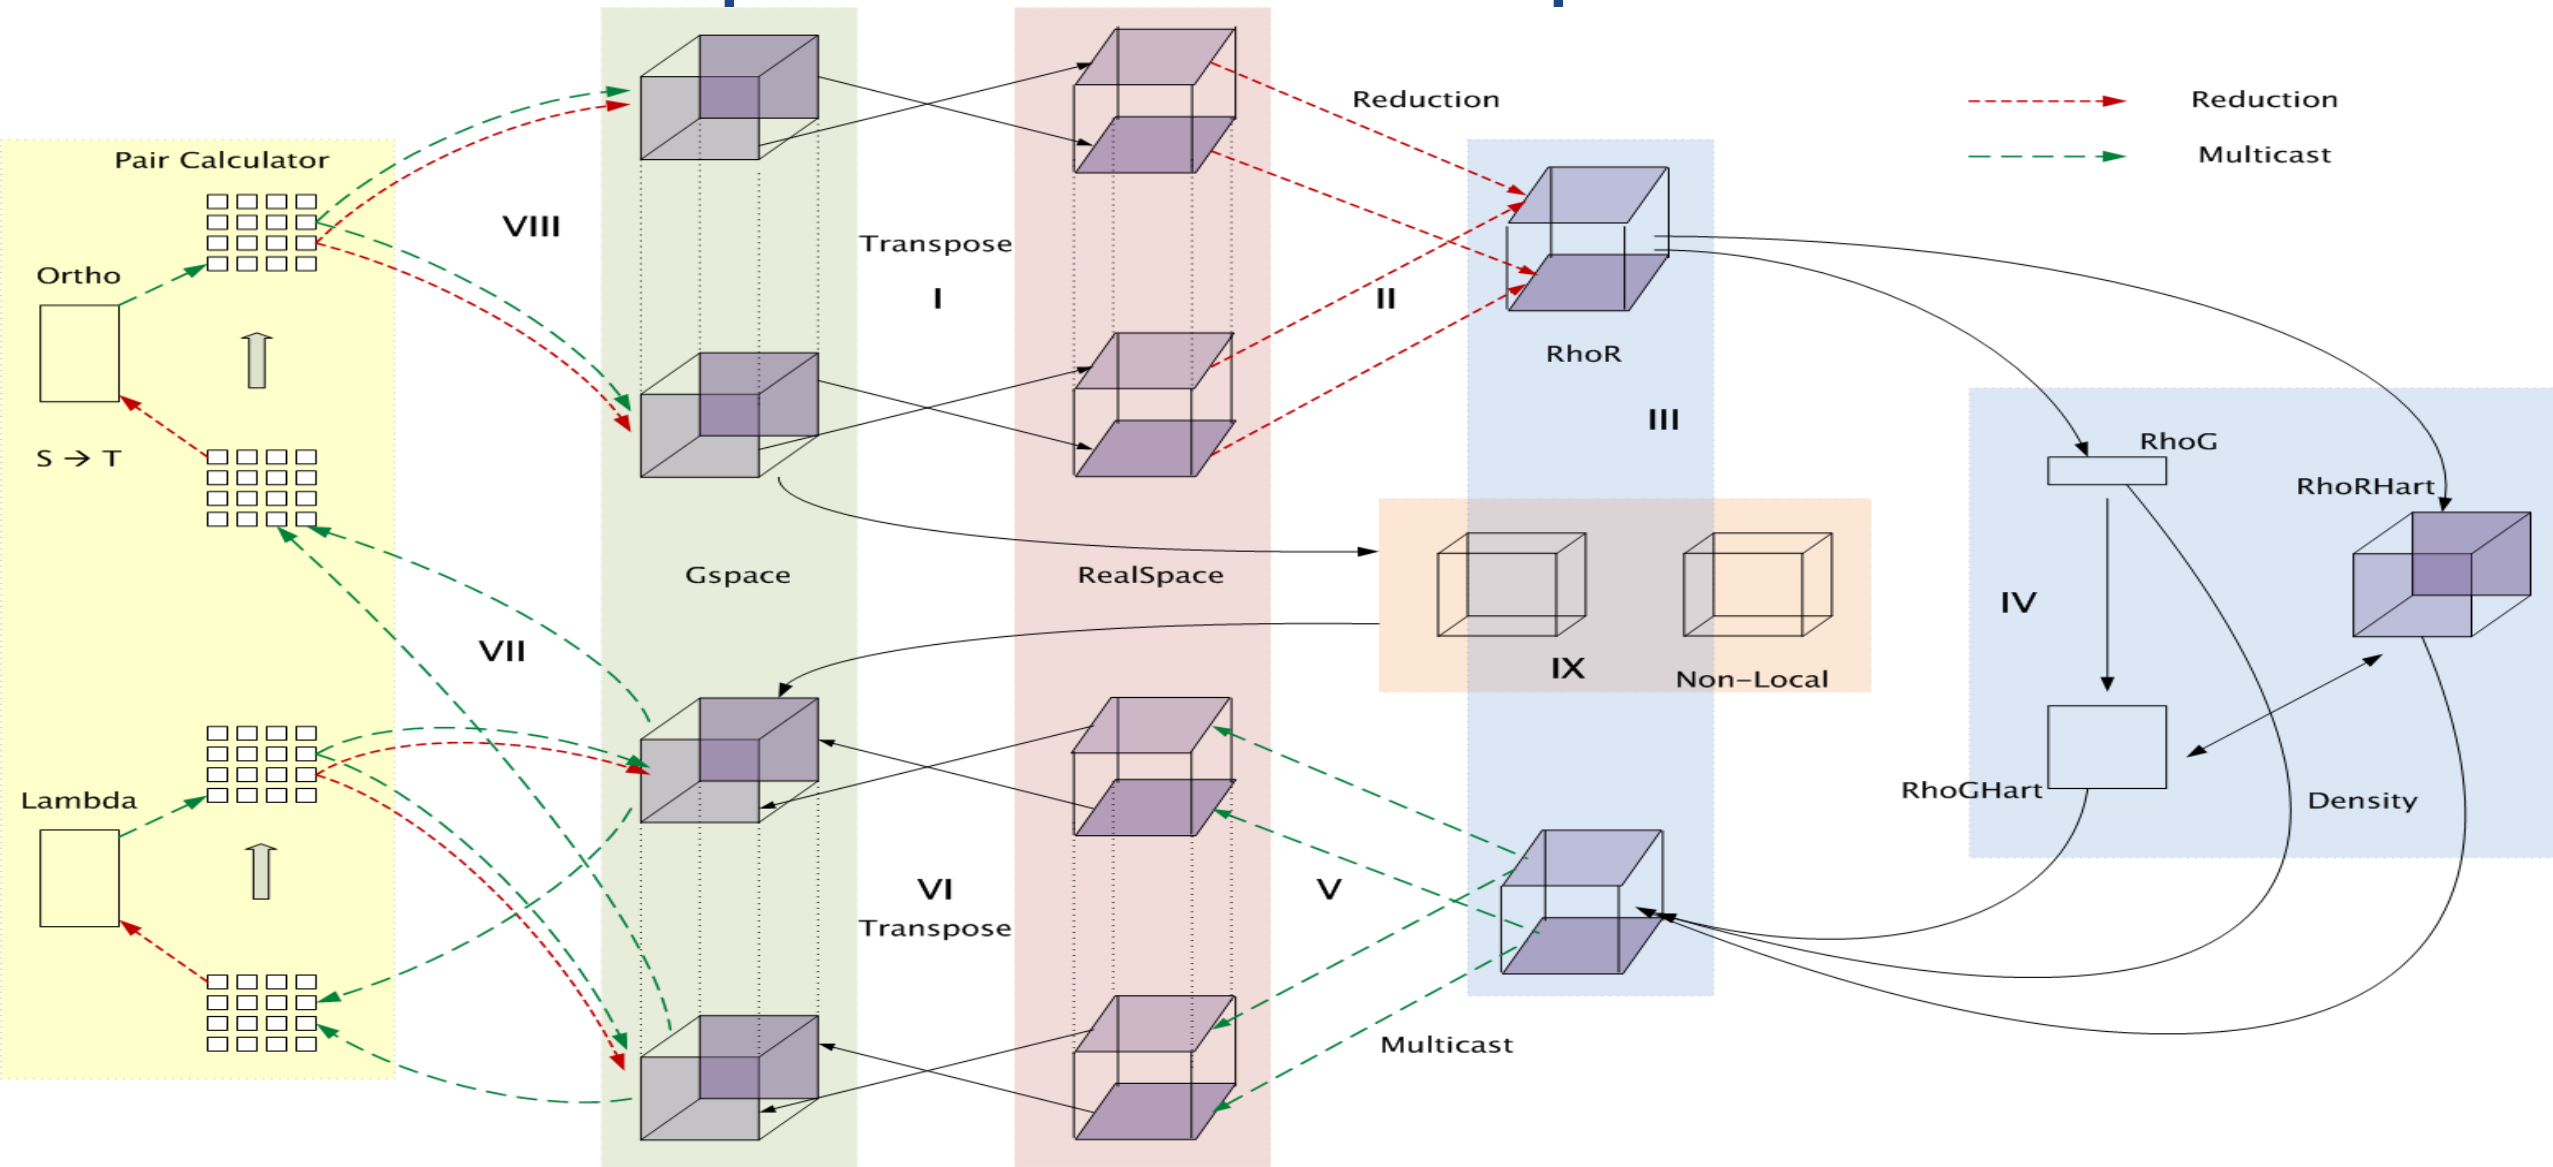 Reduction
Reduction
Multicast
Pair Calculator
VIII
Transpose
Ortho
I
II
RhoR
III
RhoG
S → T
RhoRHart
Gspace
RealSpace
IV
VII
IX
Non-Local
RhoGHart
Lambda
Density
VI
V
Transpose
Multicast